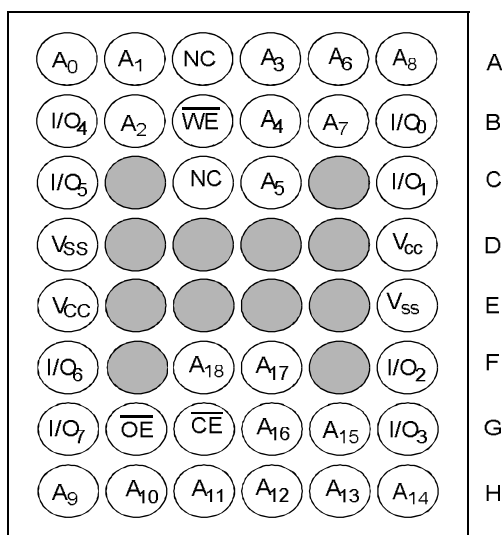 A0 A1 NC A3 A6 A8 A
I/O4 A2 WE A4 A7 I/O0 B
I/O5 NC A5 I/O1 C
VSS Vcc D
VCC Vss E
I/O6 A18 A17 I/O2 F
I/O7 OE CE A16 A15 I/O3 G
A9 A10 A11 A12 A13 A14 H